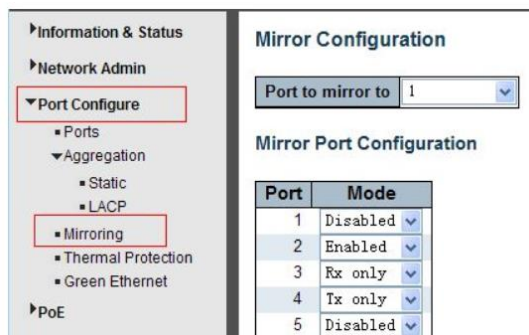 Information & Status
Network Admin
Port Configure
Ports
Aggregation
Static
LACP
Mirroring
Thermal Protection
Green Ethernet
PoE
Mirror Configuration
Port to mirror to 1
Mirror Port Configuration
Port Mode
1 Disabled
2 Enabled
3 Rx only
4 Tx only
5 Disabled